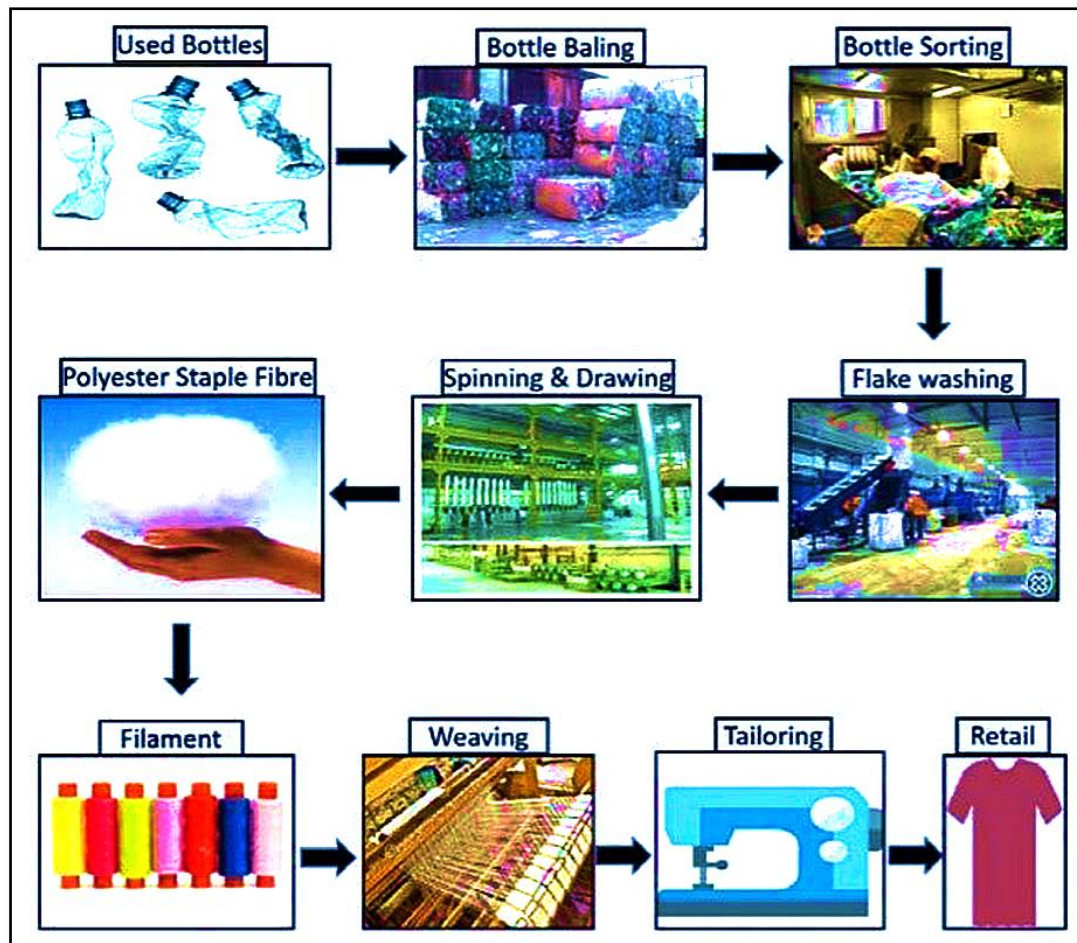 Used Bottles
Bottle Baling
Bottle Sorting
Flake washing
Spinning & Drawing
Polyester Staple Fibre
Filament
Weaving
Tailoring
Retail